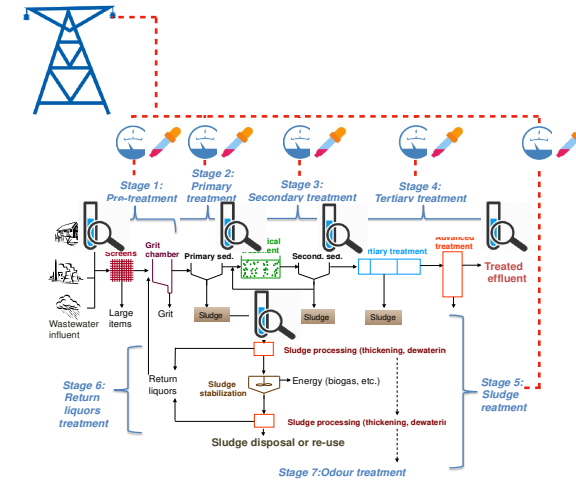 Stage 1:
Pre-treatment
Stage 2:
Primary
treatment
Stage 3:
Secondary treatment
Stage 4:
Tertiary treatment
Screens
Grit
chamber
Primary sed.
Second. sed.
rtiary treatment
Advanced
treatment
Treated
effluent
Wastewater
influent
Large
items
Grit
Sludge
Sludge
Sludge
Stage 6:
Return
liquors
treatment
Return
liquors
Sludge processing (thickening, dewaterin
Sludge
stabilization
Energy (biogas, etc.)
Sludge processing (thickening, dewaterin
Sludge disposal or re-use
Stage 5:
Sludge
reatment
Stage 7:Odour treatment